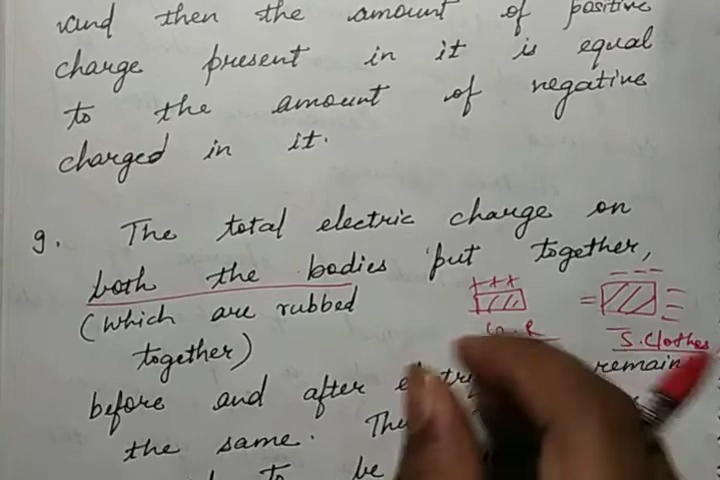 and then the amount of positive
charge present in it is equal
to the amount of negative
charged in it.
9. The total electric charge on
both the bodies put together,
(which are rubbed
together)
+++
G.R
S. Clothes
before and after remain
the same.
to be